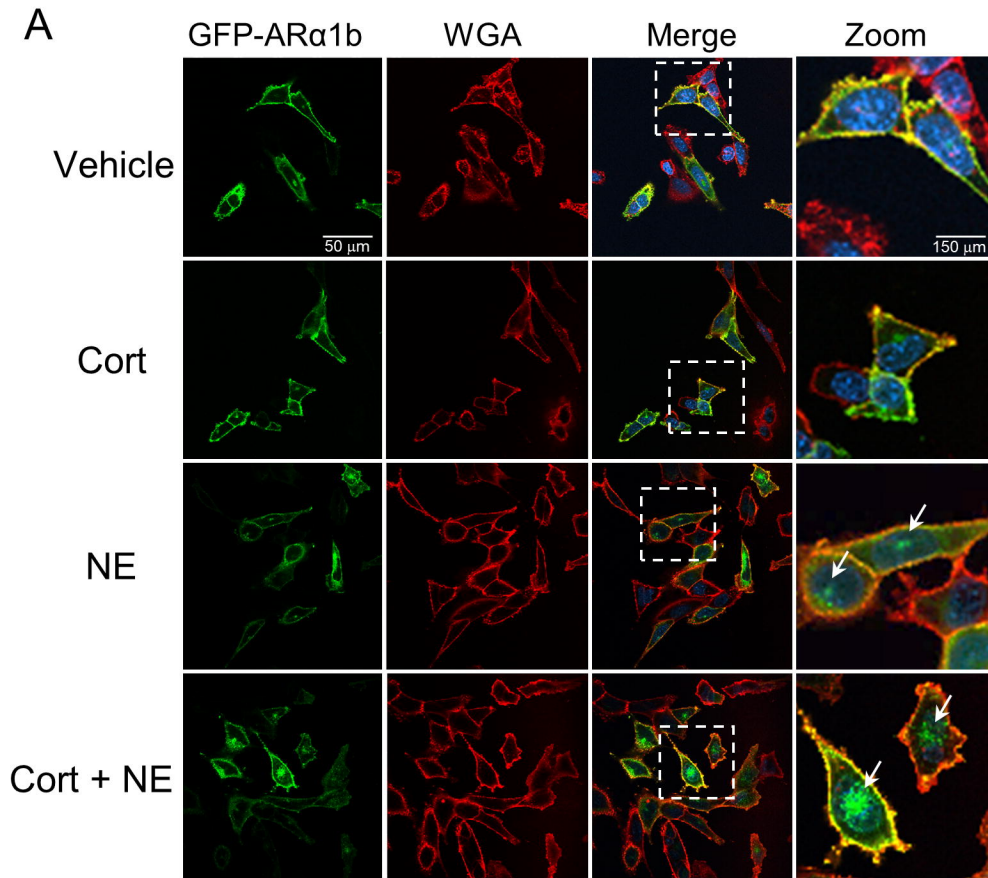 A
GFP-ARα1b WGA Merge Zoom
Vehicle
50 μm
150 μm
Cort
NE
Cort + NE